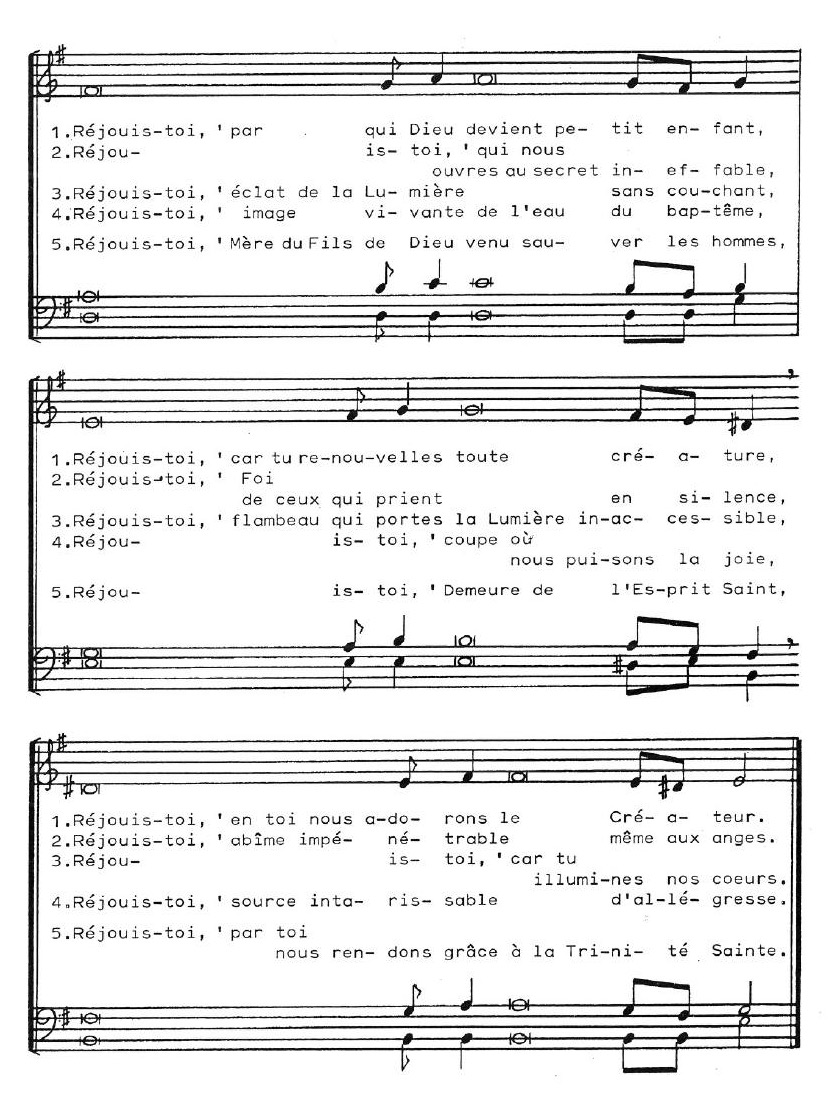 1.Réjouis-toi, ' par qui Dieu devient pe- tit en- fant,
2.Réjou- is- toi, ' qui nous
ouvres au secret in- ef- fable,
3.Réjouis-toi, ' éclat de la Lu- mière sans cou-chant,
4.Réjouis-toi, ' image vi- vante de l'eau du bap-tême,
5.Réjouis-toi, ' Mère du Fils de Dieu venu sau- ver les hommes,
1.Réjouis-toi, ' car tu re-nou-velles toute cré- a- ture,
2.Réjouis-toi, ' Foi
de ceux qui prient en si- lence,
3.Réjouis-toi, ' flambeau qui portes la Lumière in-ac- ces- sible,
4.Réjou- is- toi, ' coupe où
nous pui-sons la joie,
5.Réjou- is- toi, ' Demeure de l'Es-prit Saint,
1.Réjouis-toi, ' en toi nous a-do- rons le Cré- a- teur.
2.Réjouis-toi, ' abîme impé- né- trable même aux anges.
3.Réjou- is- toi, ' car tu
illumi-nes nos coeurs.
4.Réjouis-toi, ' source inta- ris- sable d'al-lé- gresse.
5.Réjouis-toi, ' par toi
nous ren- dons grâce à la Tri-ni- té Sainte.